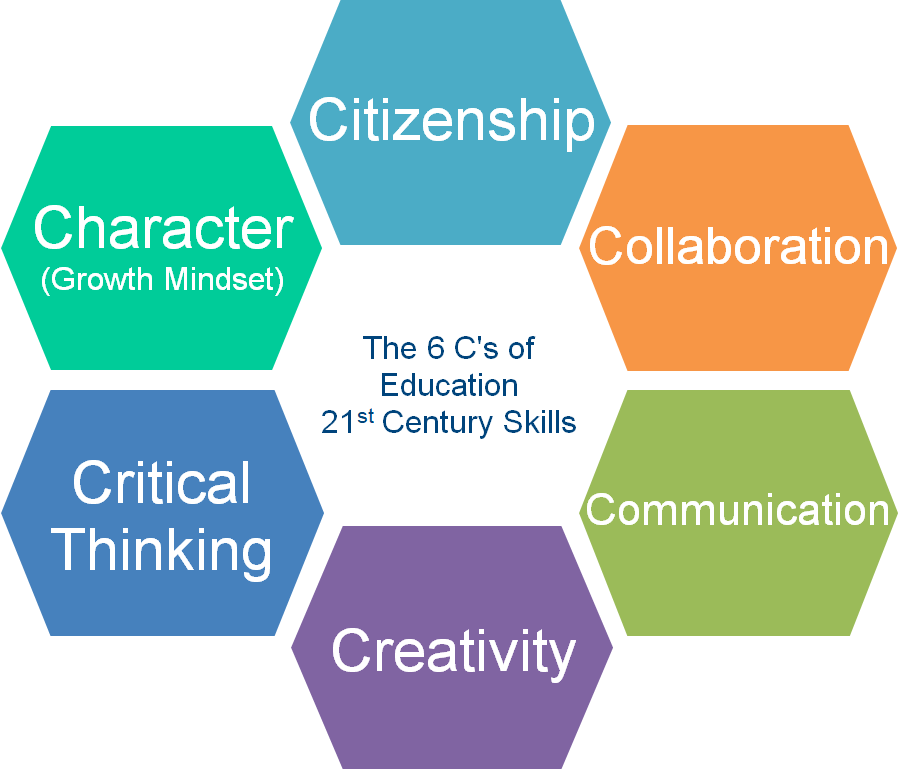 Citizenship
Character
(Growth Mindset)
Collaboration
The 6 C's of
Education
21st Century Skills
Critical
Thinking
Communication
Creativity